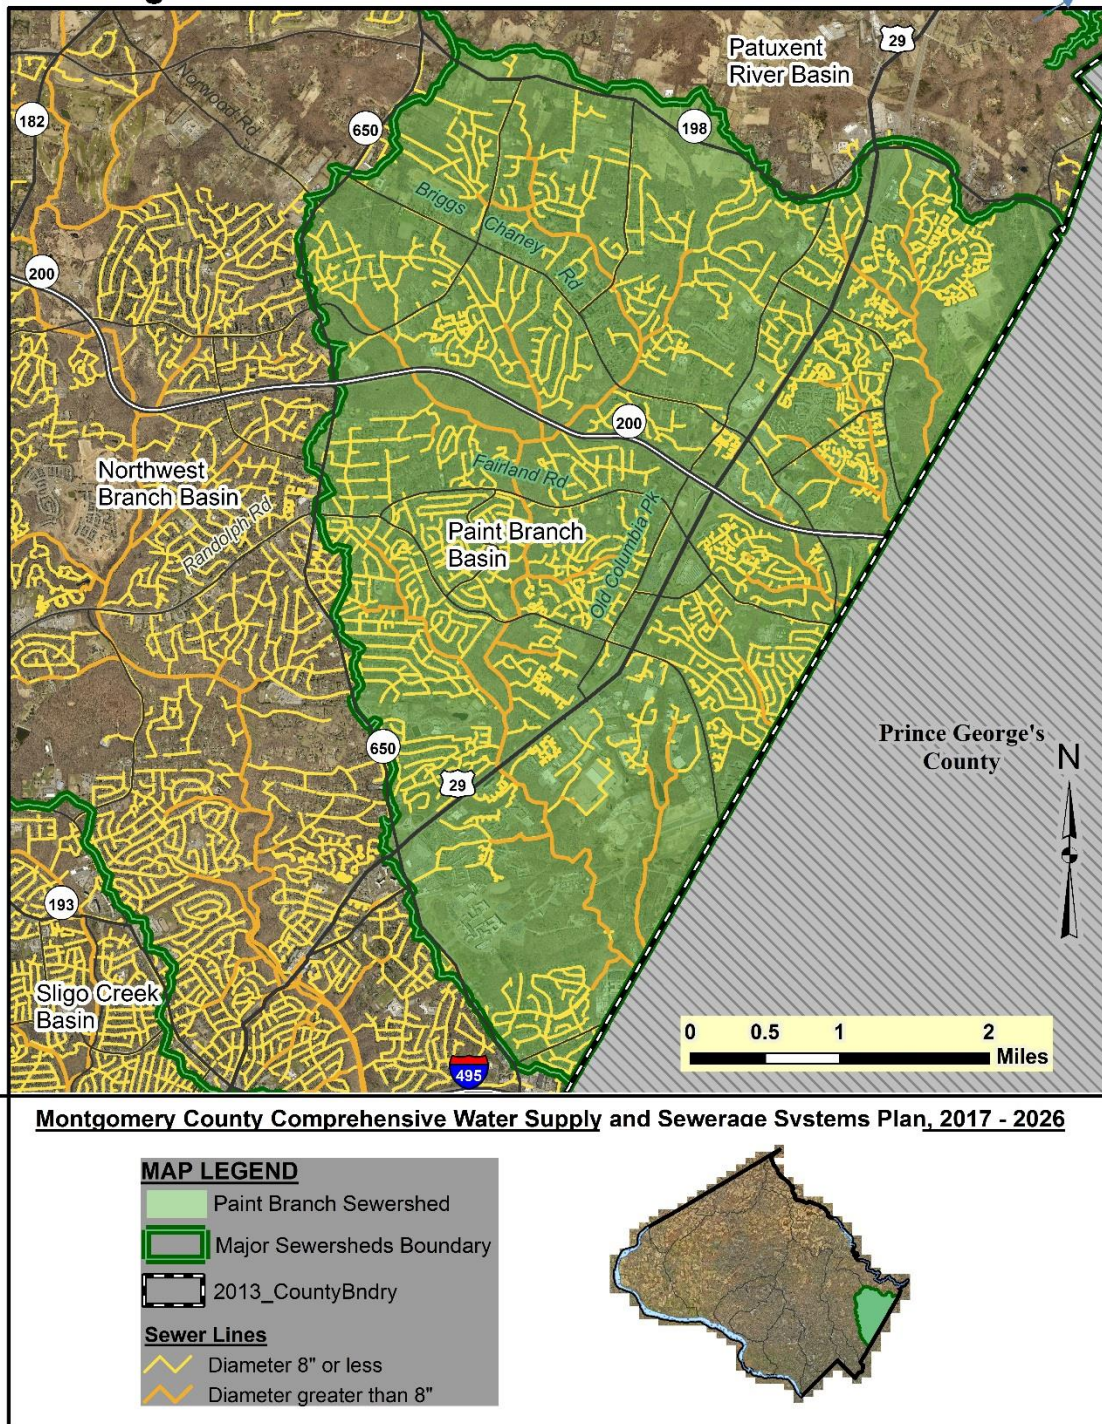 Patuxent
River Basin
29
Norwood Rd
182
650
198
Briggs Chaney Rd
200
200
Northwest
Branch Basin
Fairland Rd
Randolph Rd
Paint Branch
Basin
Old Columbia Pk
Prince George's
County
N
650
29
193
Sligo Creek
Basin
0 0.5 1 2
Miles
495
Montgomery County Comprehensive Water Supply and Sewerage Systems Plan, 2017 - 2026
MAP LEGEND
Paint Branch Sewershed
Major Sewersheds Boundary
2013_CountyBndry
Sewer Lines
Diameter 8" or less
Diameter greater than 8"